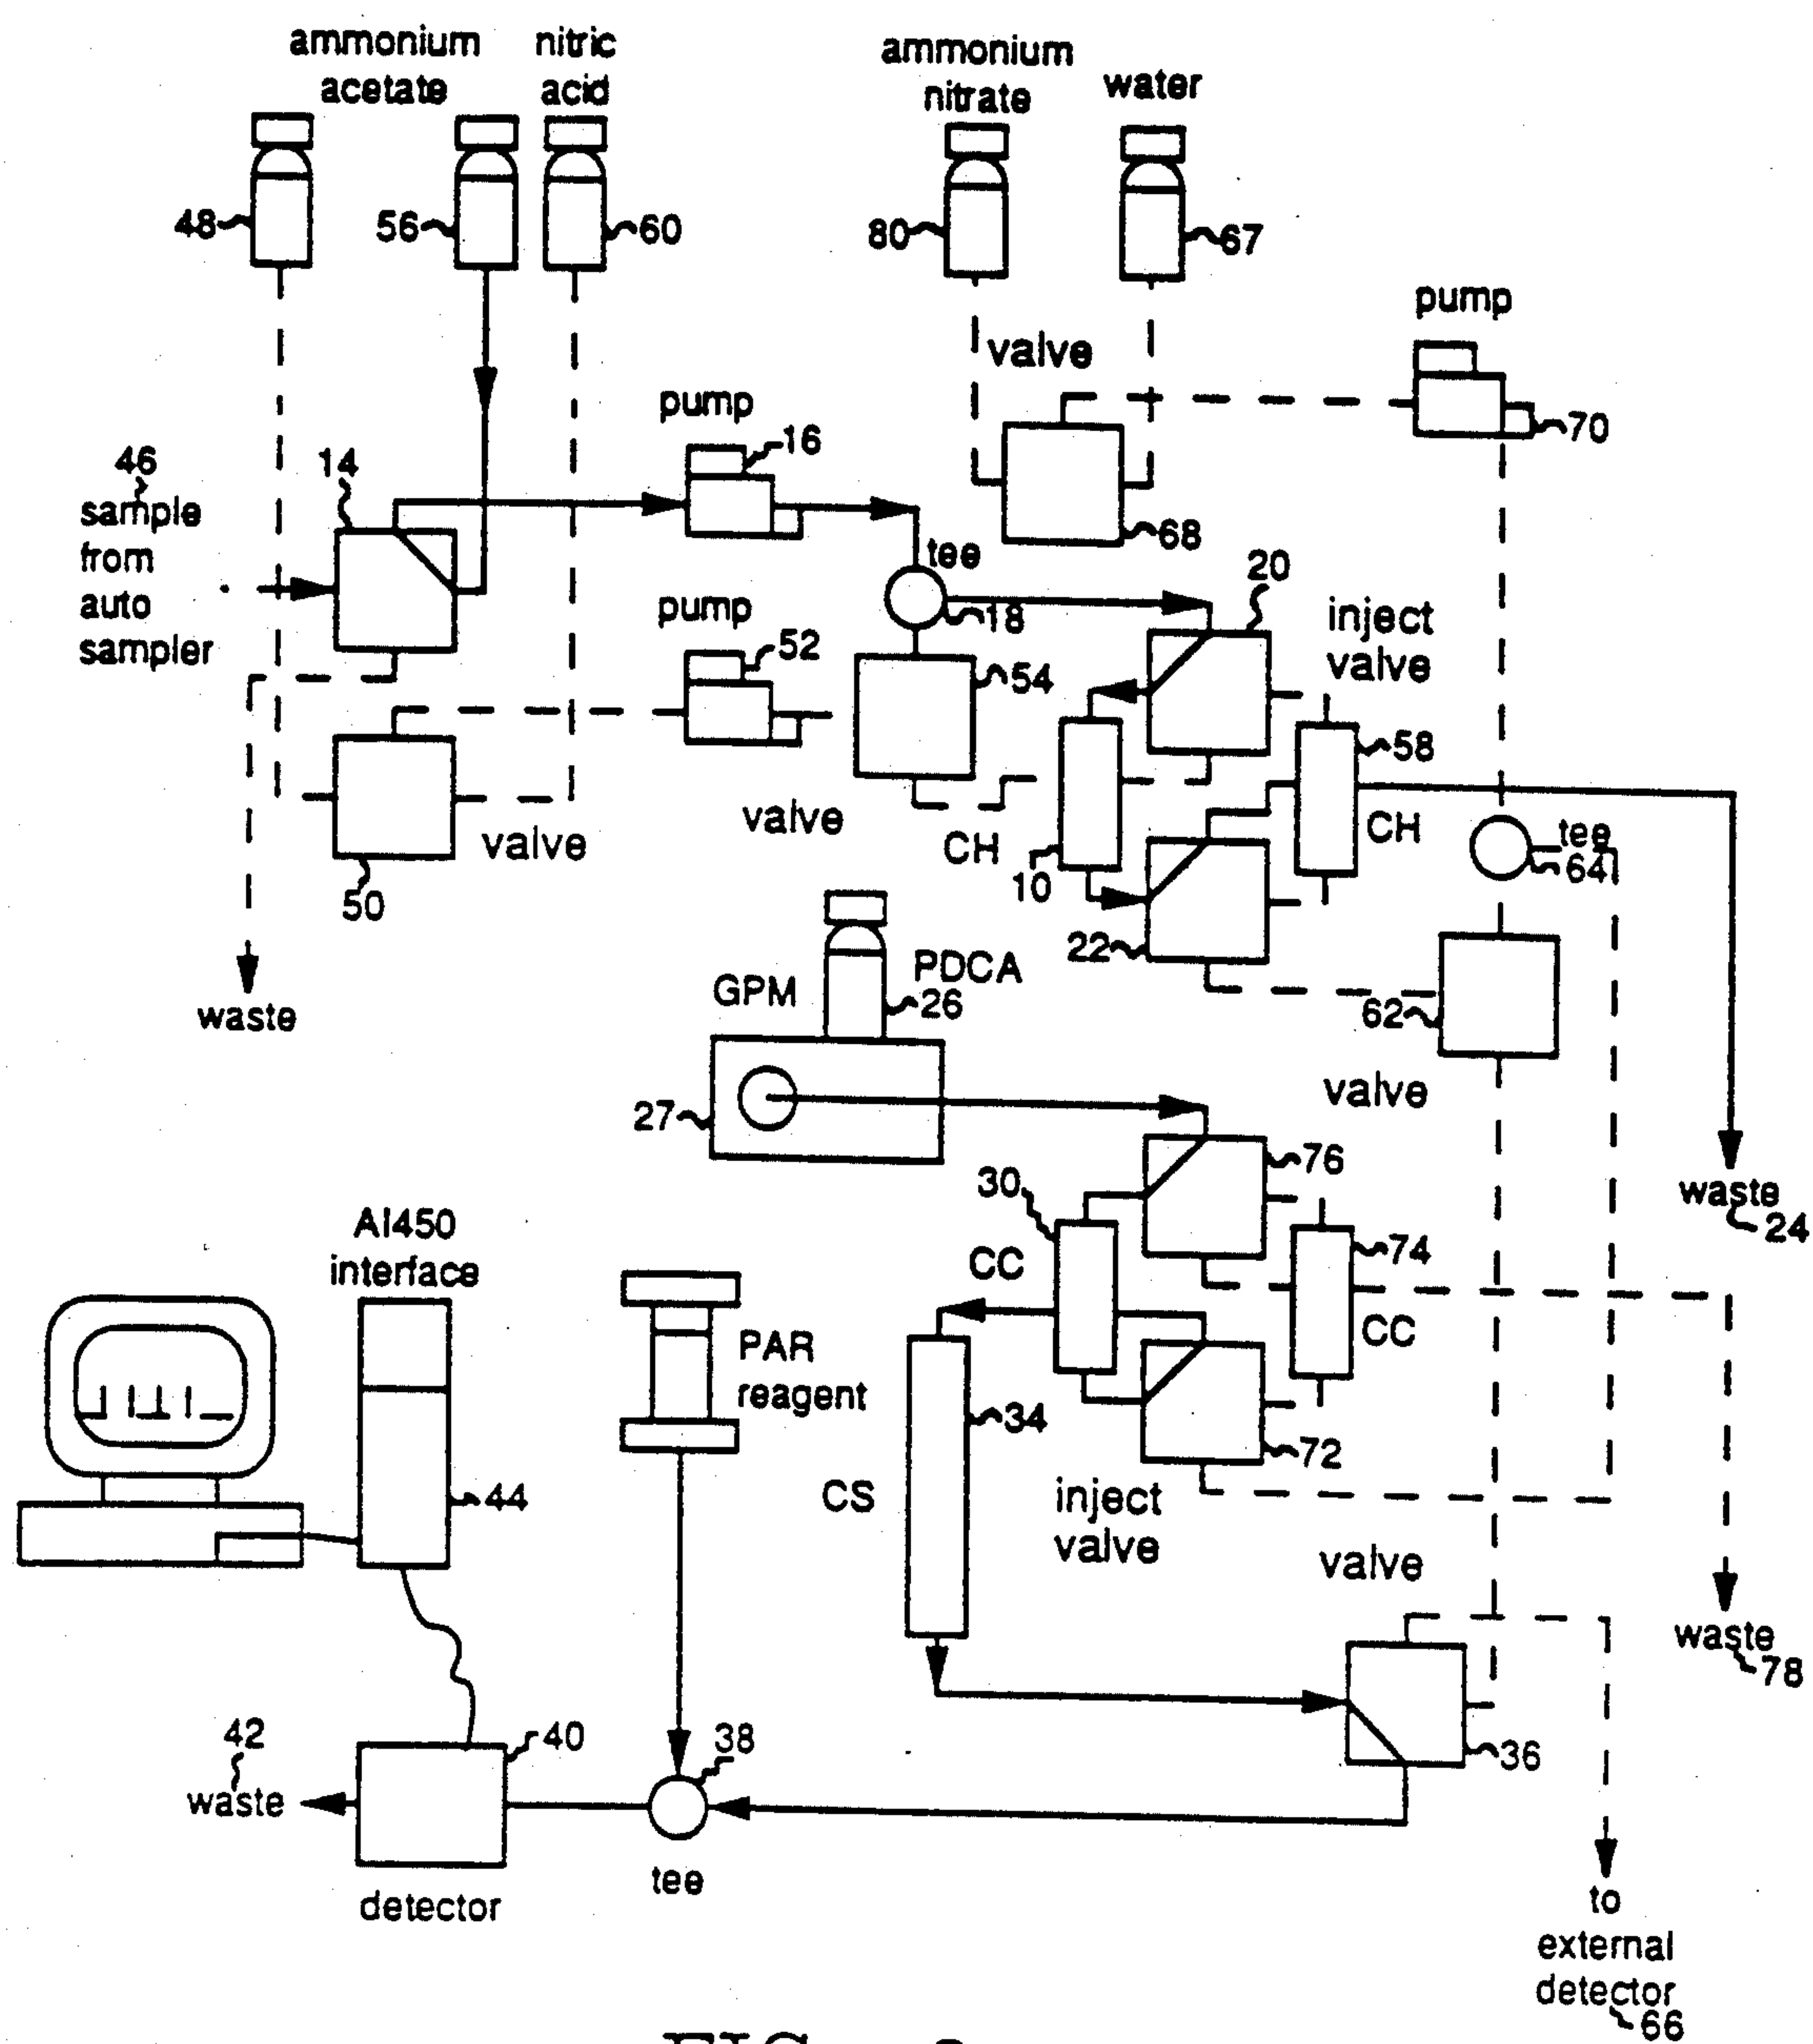 ammonium
acetate
nitric
acid
ammonium
nitrate
water
48
56
60
80
67
pump
valve
70
pump
16
46
sample
from
auto
sampler
14
68
tee
18
20
inject
valve
pump
52
54
58
CH
valve
valve
50
CH
10
tee
64
22
waste
GPM
PDCA
26
62
27
valve
76
waste
24
30
AI450
interface
CC
74
CC
PAR
reagent
34
72
44
CS
inject
valve
valve
waste
78
42
waste
40
38
36
tee
detector
to
external
detector
66